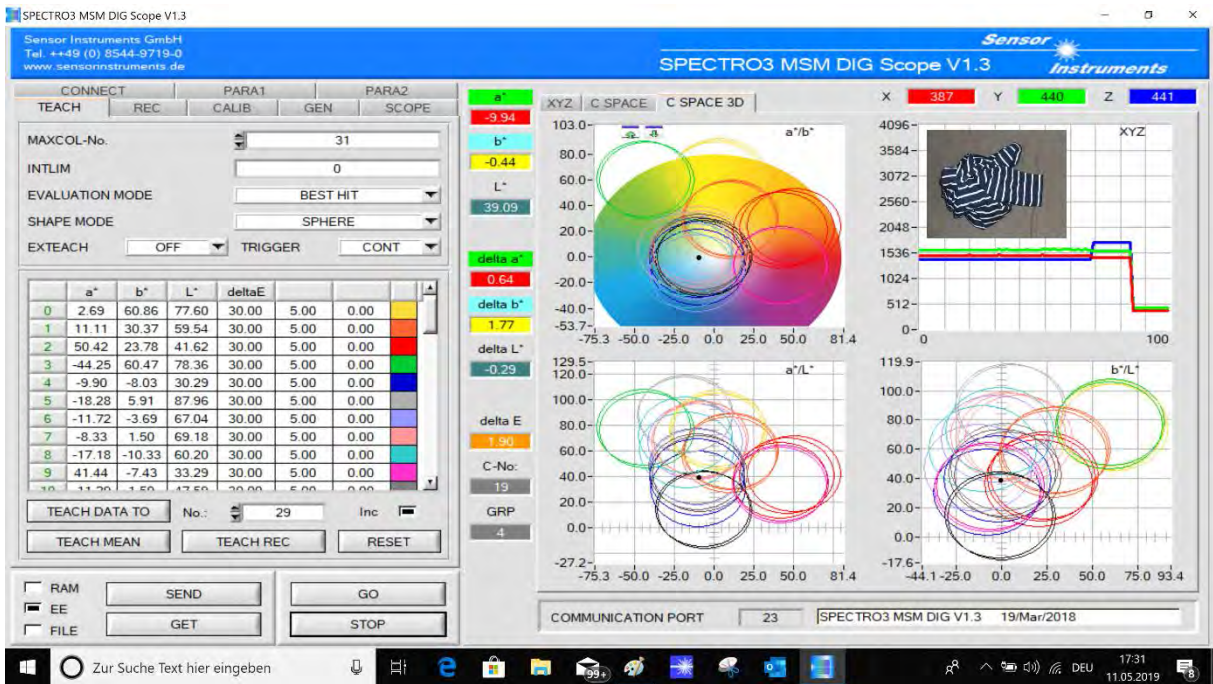 SPECTRO3 MSM DIG Scope V1.3
Sensor Instruments GmbH
Tel. ++49 (0) 8544-9719-0
www.sensorinstruments.de
Sensor
Instruments
SPECTRO3 MSM DIG Scope V1.3
CONNECT PARA1 PARA2
TEACH REC CALIB GEN SCOPE
MAXCOL-No. 31
INTLIM 0
EVALUATION MODE BEST HIT
SHAPE MODE SPHERE
EXTEACH OFF TRIGGER CONT
a* b* L* deltaE
0 2.69 60.86 77.60 30.00 5.00 0.00
1 11.11 30.37 59.54 30.00 5.00 0.00
2 50.42 23.78 41.62 30.00 5.00 0.00
3 -44.25 60.47 78.36 30.00 5.00 0.00
4 -9.90 -8.03 30.29 30.00 5.00 0.00
5 -18.28 5.91 87.96 30.00 5.00 0.00
6 -11.72 -3.69 67.04 30.00 5.00 0.00
7 -8.33 1.50 69.18 30.00 5.00 0.00
8 -17.18 -10.33 60.20 30.00 5.00 0.00
9 41.44 -7.43 33.29 30.00 5.00 0.00
TEACH DATA TO No.: 29 Inc
TEACH MEAN TEACH REC RESET
RAM
EE
FILE
SEND GO
GET STOP
a*
-9.94
b*
-0.44
L*
39.09
delta a*
0.64
delta b*
1.77
delta L*
-0.29
delta E
1.90
C-No:
19
GRP
4
XYZ C SPACE C SPACE 3D
X 387 Y 440 Z 441
a*/b*
103.0
80.0
60.0
40.0
20.0
0.0
-20.0
-40.0
-53.7
-75.3 -50.0 -25.0 0.0 25.0 50.0 81.4
XYZ
4096
3584
3072
2560
2048
1536
1024
512
0
0 100
a*/L*
129.5
120.0
100.0
80.0
60.0
40.0
20.0
0.0
-27.2
-75.3 -50.0 -25.0 0.0 25.0 50.0 81.4
b*/L*
119.9
100.0
80.0
60.0
40.0
20.0
0.0
-17.6
-44.1 -25.0 0.0 25.0 50.0 75.0 93.4
COMMUNICATION PORT 23 SPECTRO3 MSM DIG V1.3 19/Mar/2018
Zur Suche Text hier eingeben
99+
DEU
17:31
11.05.2019
8